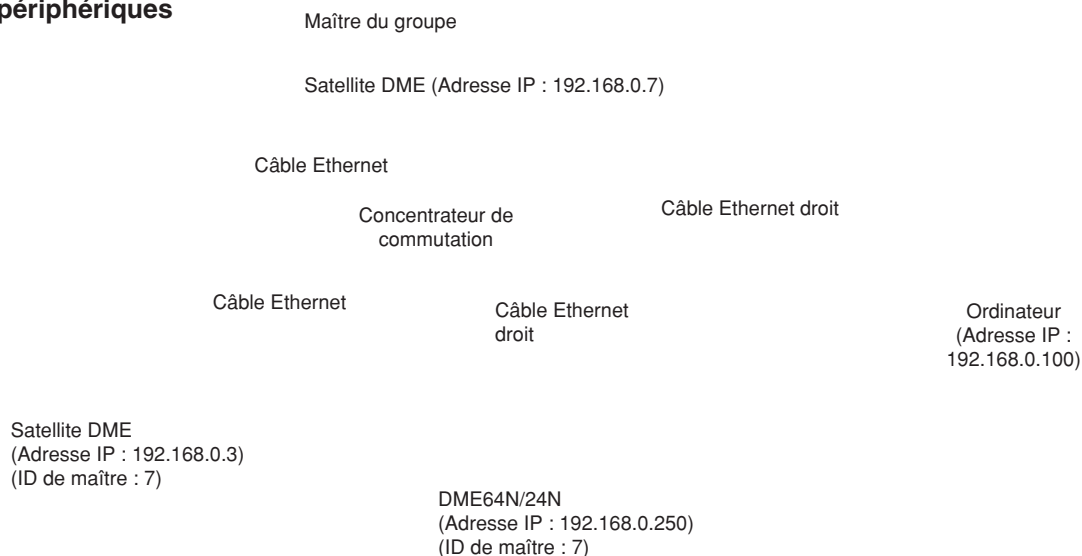 périphériques
Maître du groupe
Satellite DME (Adresse IP : 192.168.0.7)
Câble Ethernet
Concentrateur de
commutation
Câble Ethernet droit
Câble Ethernet
Câble Ethernet
droit
Ordinateur
(Adresse IP :
192.168.0.100)
Satellite DME
(Adresse IP : 192.168.0.3)
(ID de maître : 7)
DME64N/24N
(Adresse IP : 192.168.0.250)
(ID de maître : 7)